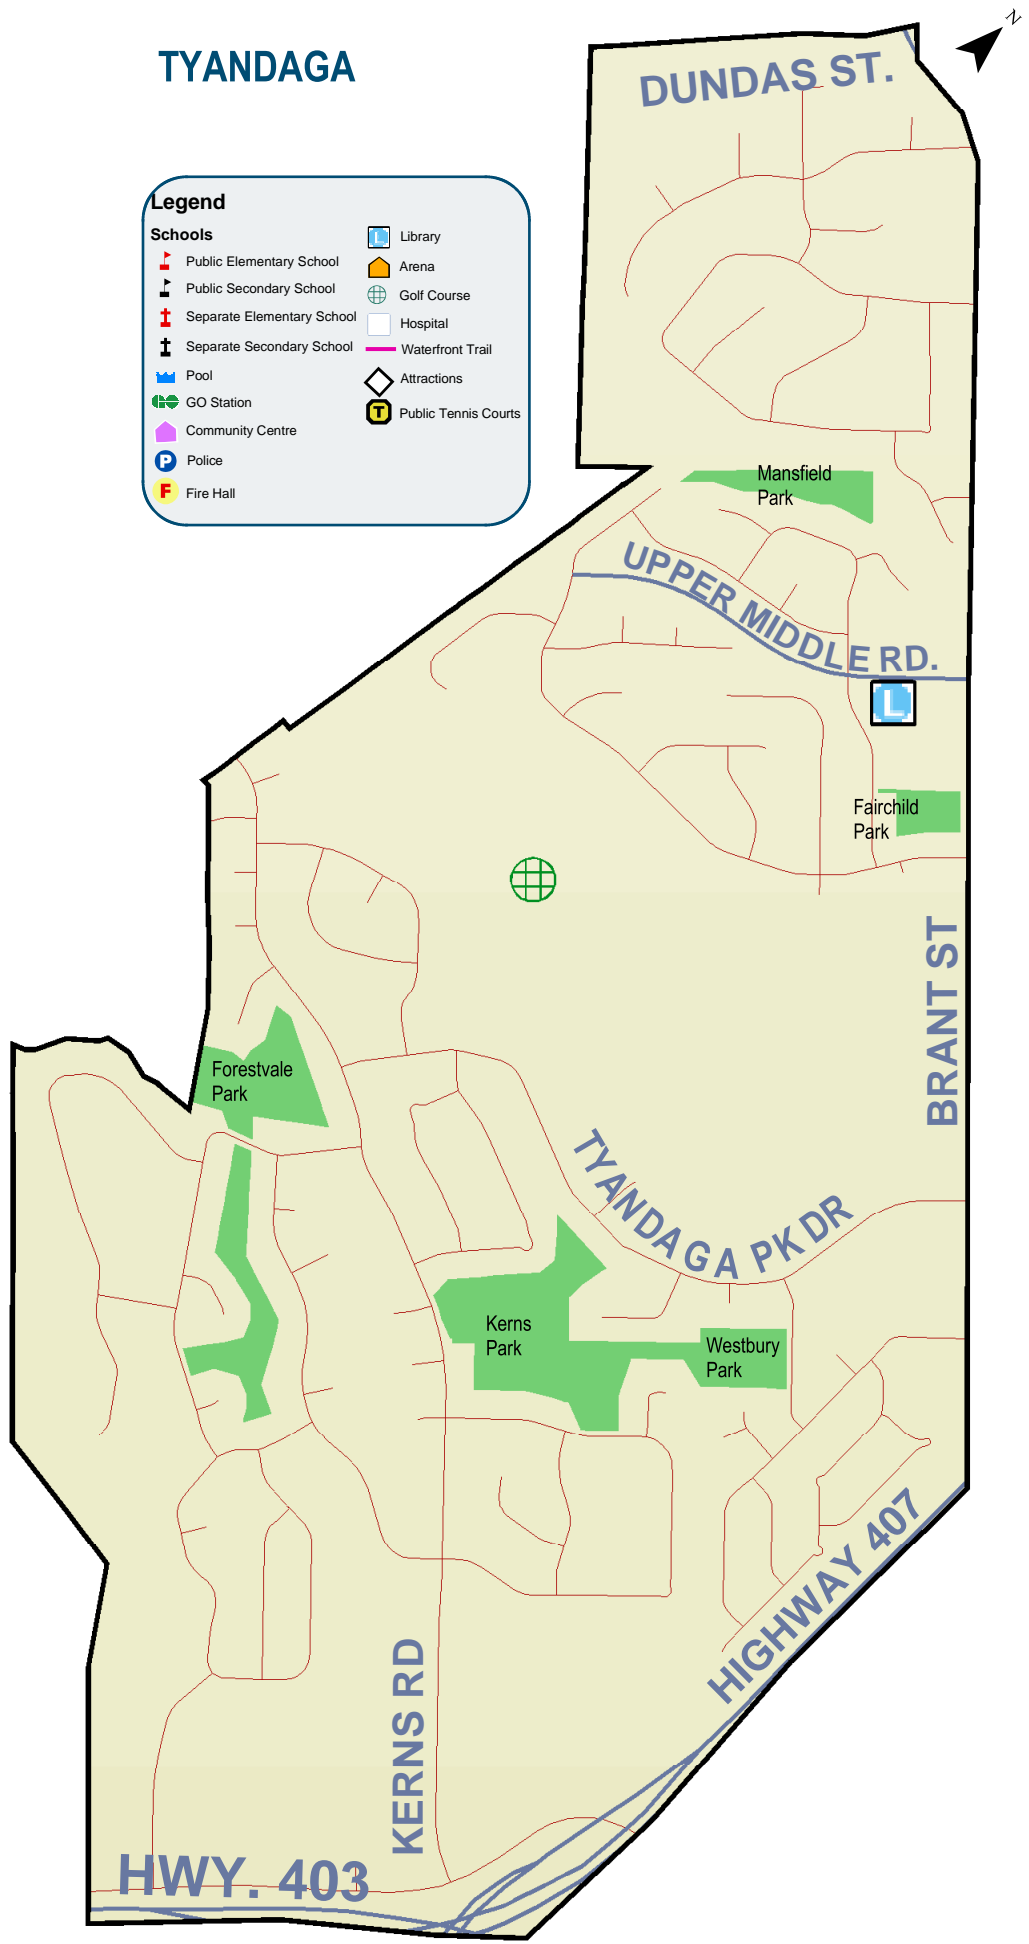 N
TYANDAGA
DUNDAS ST.
Legend
Schools
Public Elementary School
Public Secondary School
Separate Elementary School
Separate Secondary School
Pool
GO Station
Community Centre
P Police
F Fire Hall
L Library
Arena
Golf Course
Hospital
Waterfront Trail
Attractions
T Public Tennis Courts
Mansfield
Park
UPPER MIDDLE RD.
L
Fairchild
Park
BRANT ST
Forestvale
Park
TYANDAGA PK DR
Kerns
Park
Westbury
Park
HIGHWAY 407
KERNS RD
HWY. 403